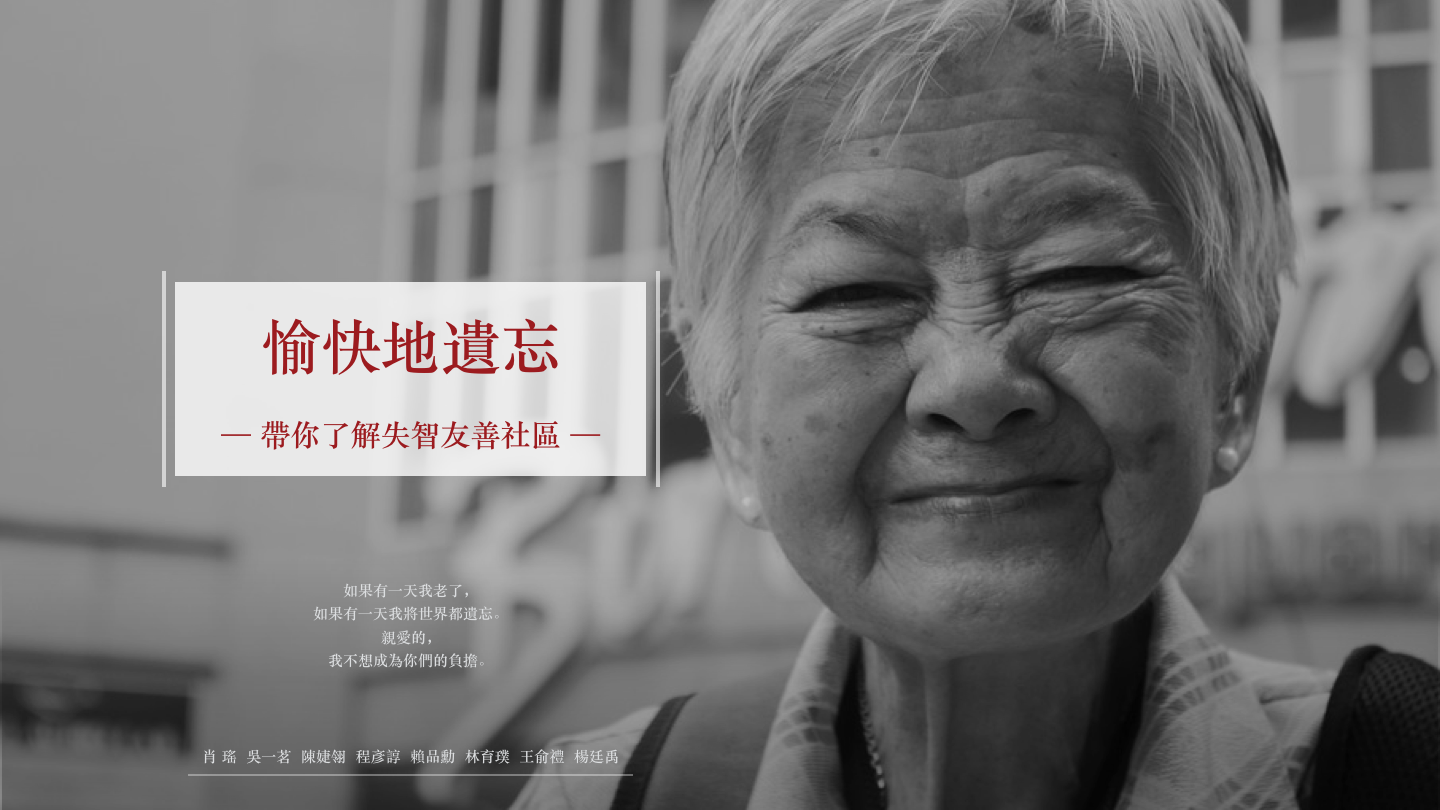 愉快地遺忘
— 帶你了解失智友善社區 —
如果有一天我老了，
如果有一天我將世界都遺忘。
親愛的，
我不想成為你們的負擔。
肖 瑤 吳一茗 陳婕翎 程彥諄 賴品勳 林育璞 王俞禮 楊廷禹